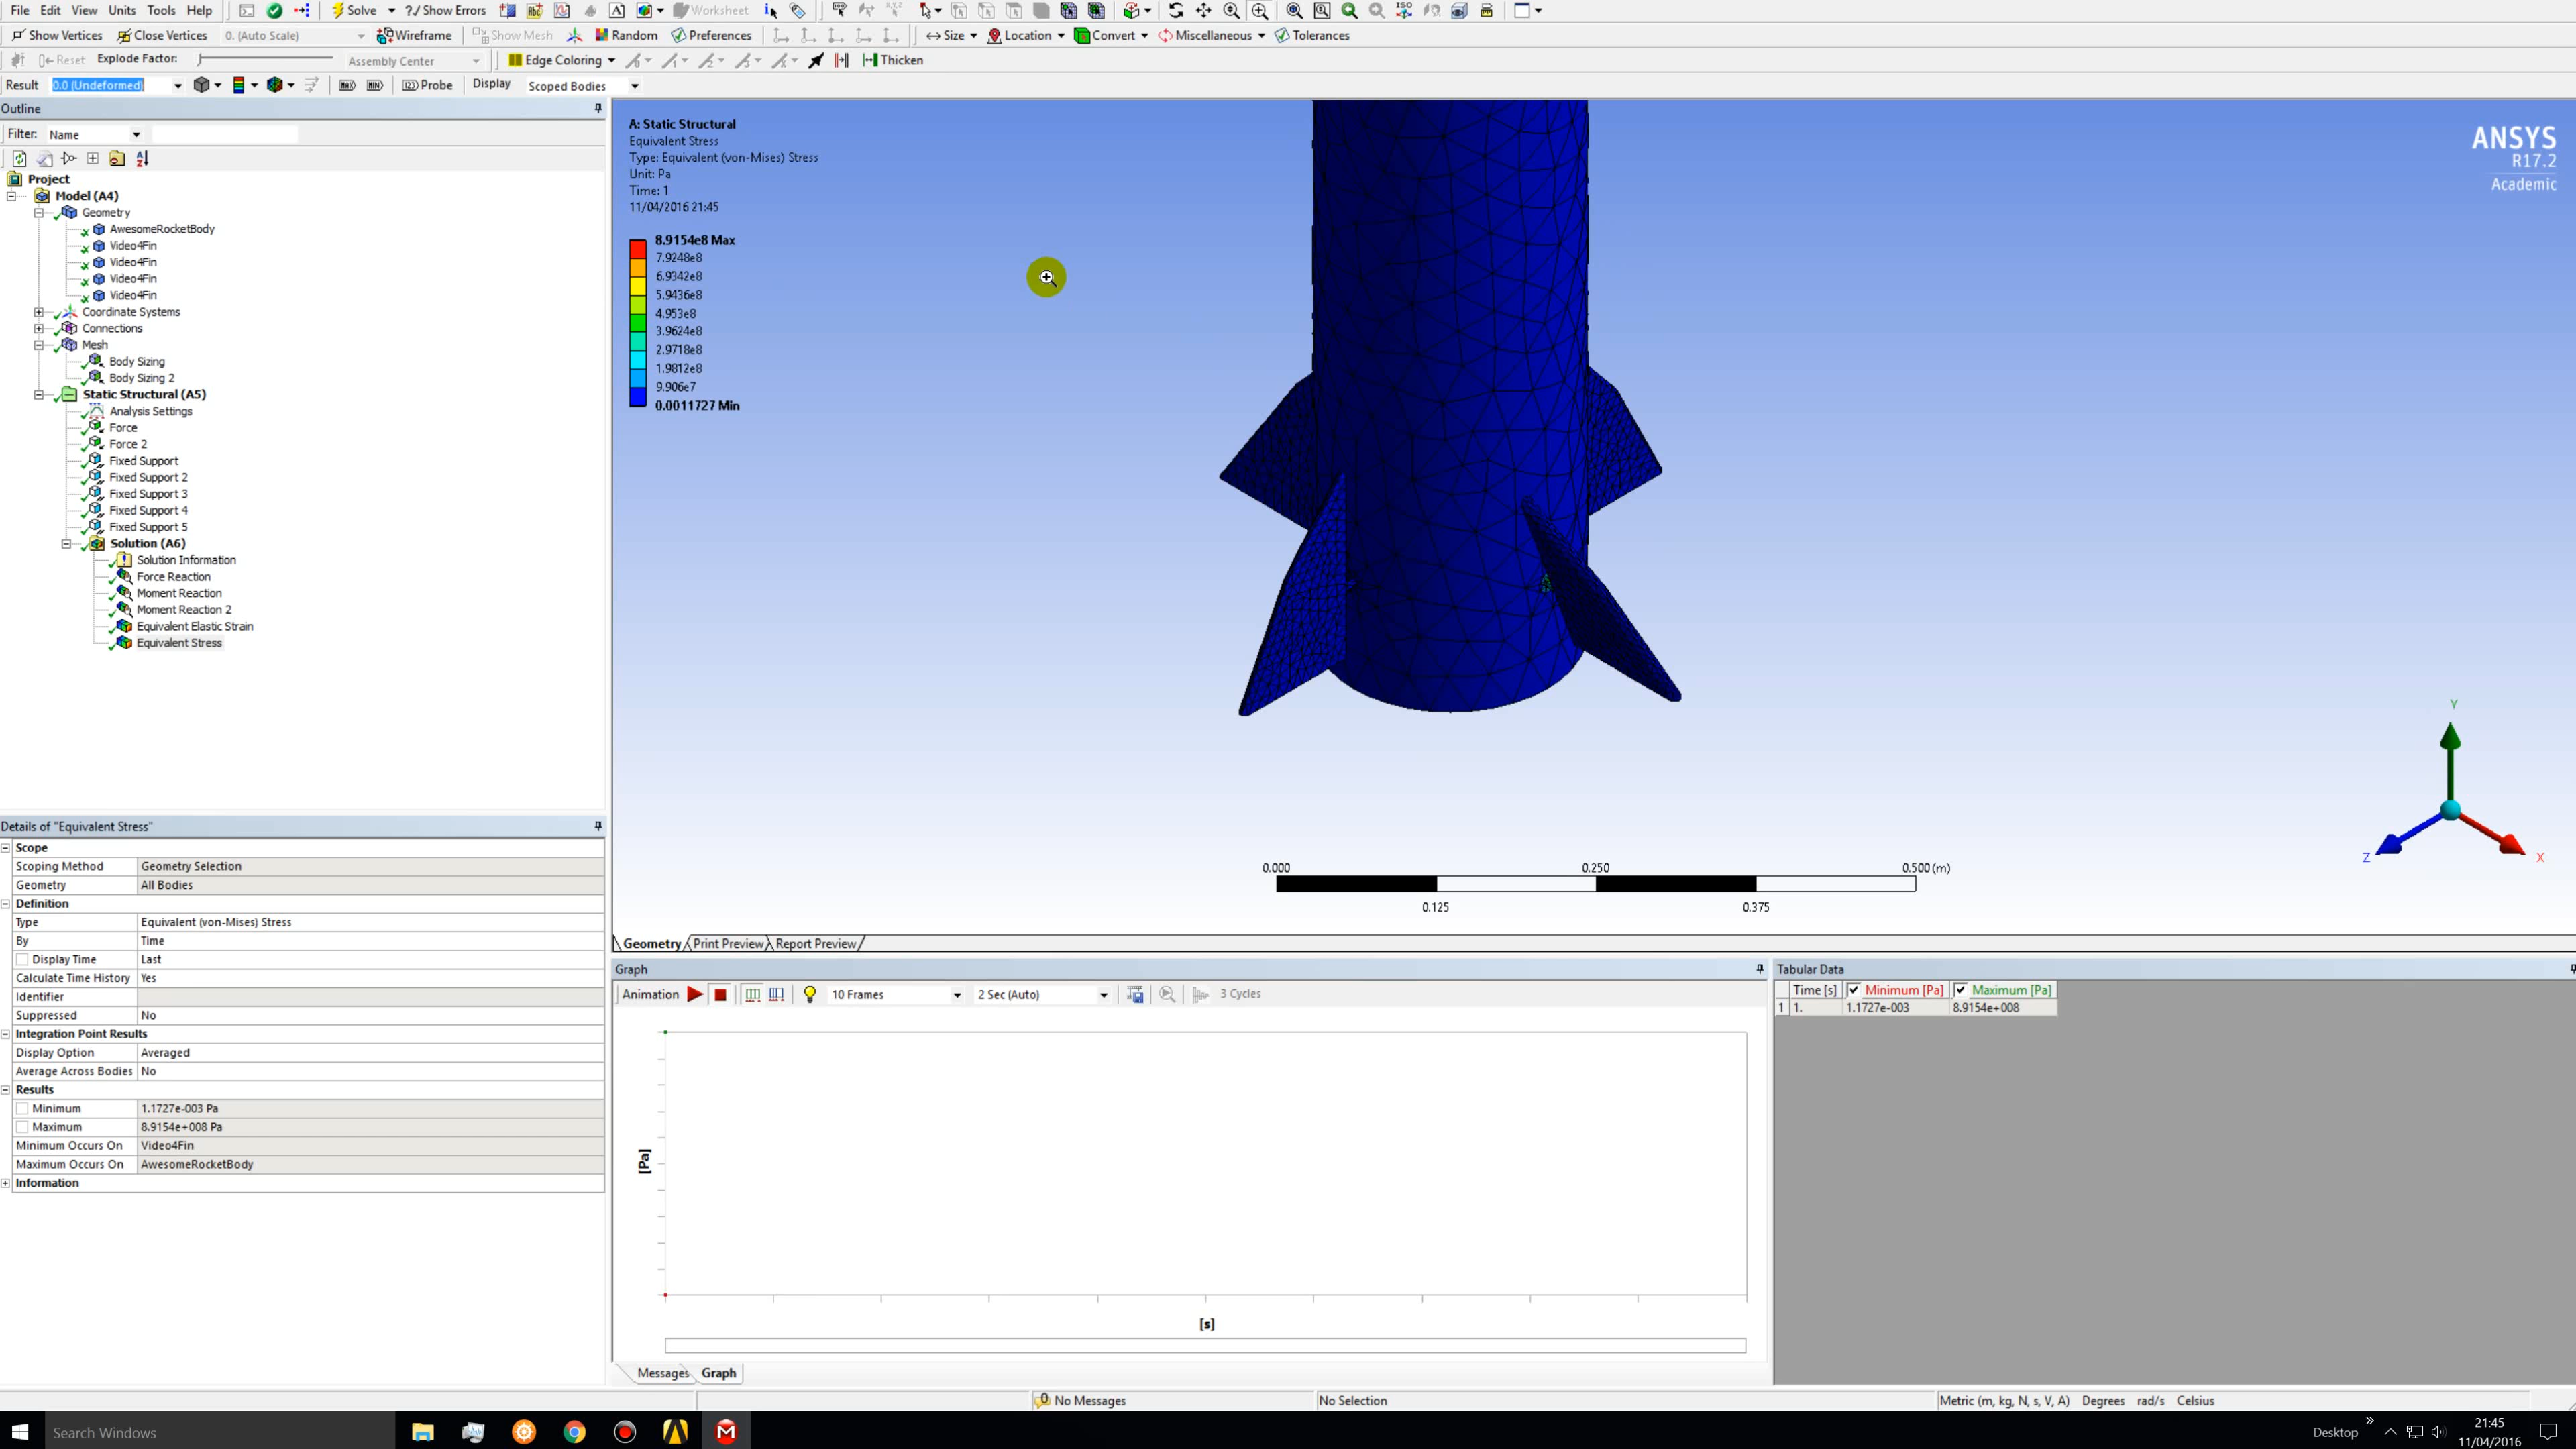 File Edit View Units Tools Help Solve ?/ Show Errors Worksheet
Show Vertices Close Vertices 0. (Auto Scale) Wireframe Show Mesh Random Preferences Size Location Convert Miscellaneous Tolerances
Reset Explode Factor: Assembly Center Edge Coloring Thicken
Result 0.0 (Undeformed) MAX MIN Probe Display Scoped Bodies
Outline
Filter: Name
Project
Model (A4)
Geometry
AwesomeRocketBody
Video4Fin
Video4Fin
Video4Fin
Video4Fin
Coordinate Systems
Connections
Mesh
Body Sizing
Body Sizing 2
Static Structural (A5)
Analysis Settings
Force
Force 2
Fixed Support
Fixed Support 2
Fixed Support 3
Fixed Support 4
Fixed Support 5
Solution (A6)
Solution Information
Force Reaction
Moment Reaction
Moment Reaction 2
Equivalent Elastic Strain
Equivalent Stress
Details of "Equivalent Stress"
Scope
Scoping Method Geometry Selection
Geometry All Bodies
Definition
Type Equivalent (von-Mises) Stress
By Time
Display Time Last
Calculate Time History Yes
Identifier
Suppressed No
Integration Point Results
Display Option Averaged
Average Across Bodies No
Results
Minimum 1.1727e-003 Pa
Maximum 8.9154e+008 Pa
Minimum Occurs On Video4Fin
Maximum Occurs On AwesomeRocketBody
Information
A: Static Structural
Equivalent Stress
Type: Equivalent (von-Mises) Stress
Unit: Pa
Time: 1
11/04/2016 21:45
8.9154e8 Max
7.9248e8
6.9342e8
5.9436e8
4.953e8
3.9624e8
2.9718e8
1.9812e8
9.906e7
0.0011727 Min
ANSYS
R17.2
Academic
Y
Z
X
0.000 0.250 0.500 (m)
0.125 0.375
Geometry Print Preview Report Preview
Graph
Animation 10 Frames 2 Sec (Auto) 3 Cycles
[Pa]
[s]
Messages Graph
Tabular Data
Time [s] Minimum [Pa] Maximum [Pa]
1 1. 1.1727e-003 8.9154e+008
No Messages No Selection Metric (m, kg, N, s, V, A) Degrees rad/s Celsius
Search Windows
Desktop
21:45
11/04/2016